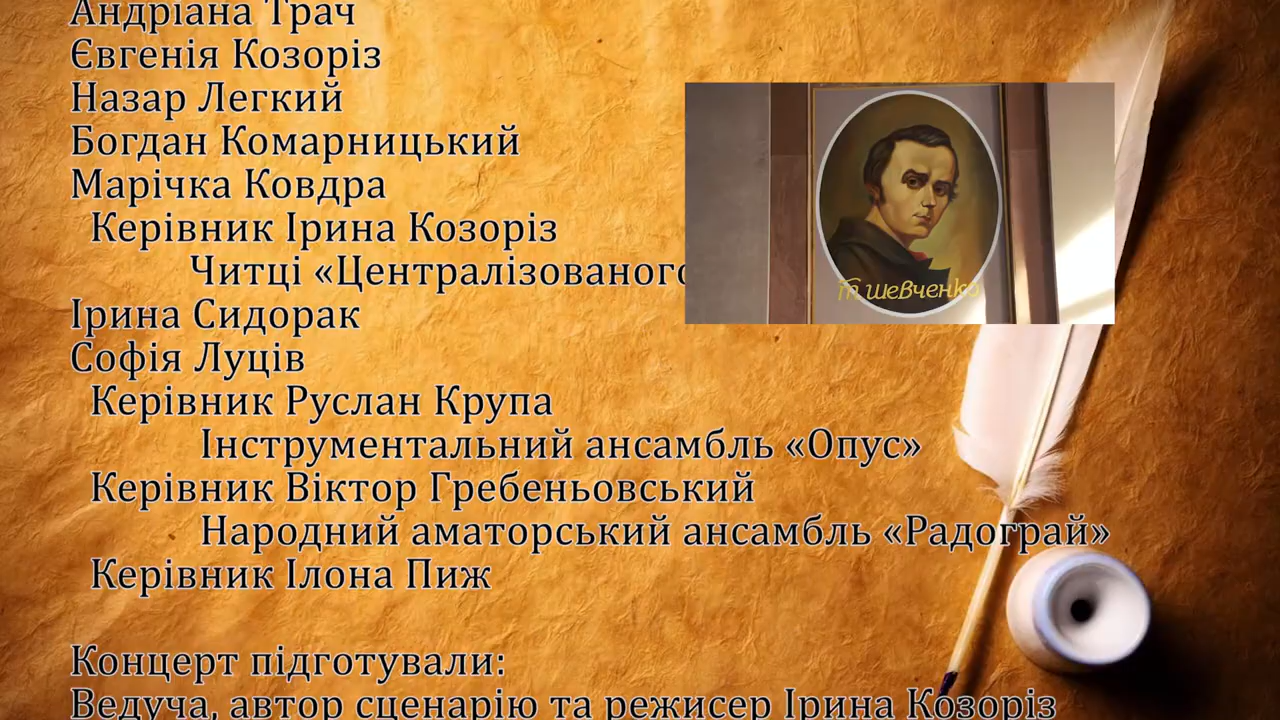 Андріана Трач
Євгенія Козоріз
Назар Легкий
Богдан Комарницький
Марічка Ковдра
Керівник Ірина Козоріз
Читці «Централізованого
Ірина Сидорак
Софія Луців
Керівник Руслан Крупа
Інструментальний ансамбль «Опус»
Керівник Віктор Гребеньовський
Народний аматорський ансамбль «Радограй»
Керівник Ілона Пиж
Концерт підготували:
Ведуча, автор сценарію та режисер Ірина Козоріз
Тг шевченко